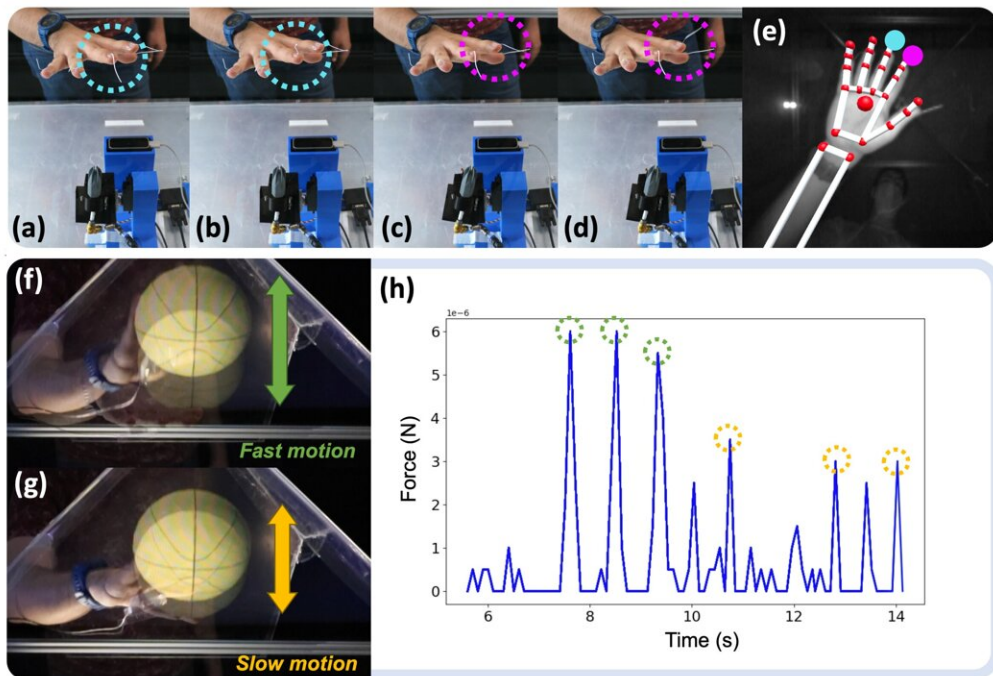 (a)
(b)
(c)
(d)
(e)
(f)
Fast motion
(g)
Slow motion
(h)
1e−6
6
5
4
3
2
1
0
Force (N)
6
8
10
12
14
Time (s)